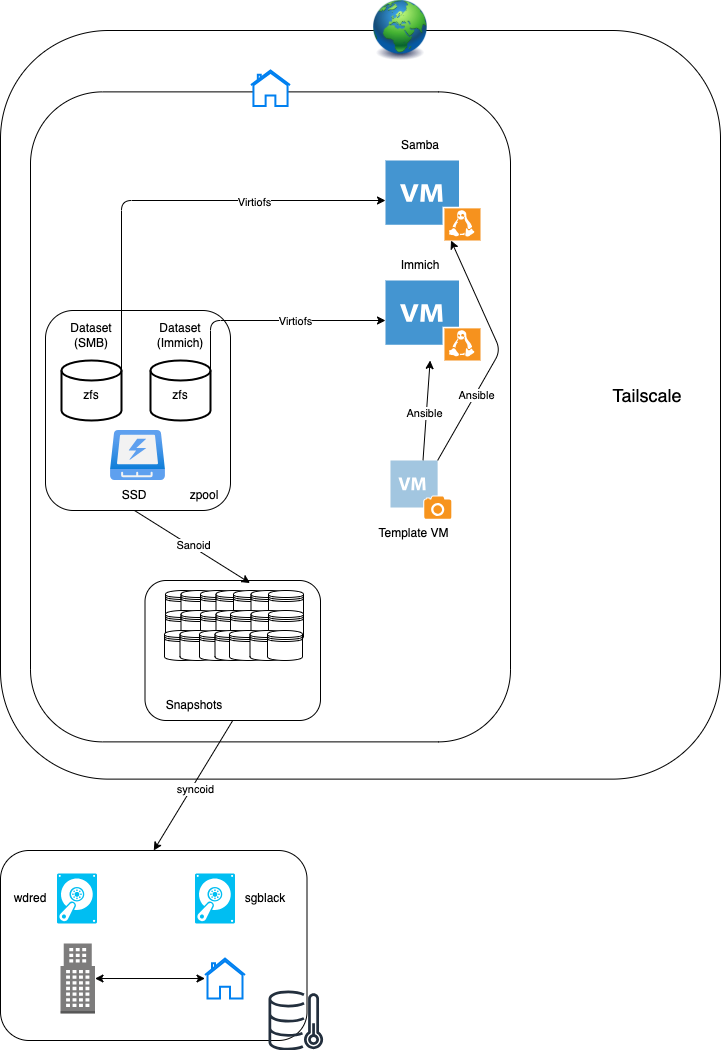 Samba
VM
Virtiofs
Immich
VM
Virtiofs
Dataset
(SMB)
Dataset
(Immich)
zfs
zfs
SSD
zpool
Ansible
Ansible
Tailscale
VM
Template VM
Sanoid
Snapshots
syncoid
wdred
sgblack